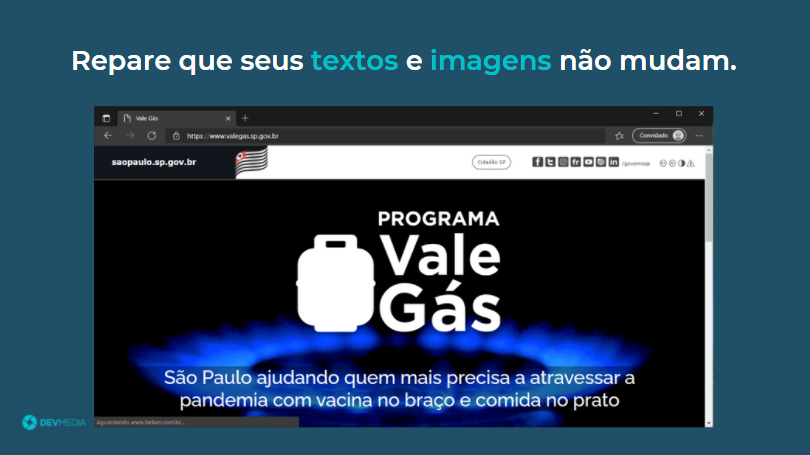 Repare que seus textos e imagens não mudam.
Vale Gás
https://www.valegas.sp.gov.br
Convidado
saopaulo.sp.gov.br
Cidadão SP
/governosp
PROGRAMA
Vale
Gás
São Paulo ajudando quem mais precisa a atravessar a
pandemia com vacina no braço e comida no prato
Aguardando www.tarken.com.br...
DEVMEDIA